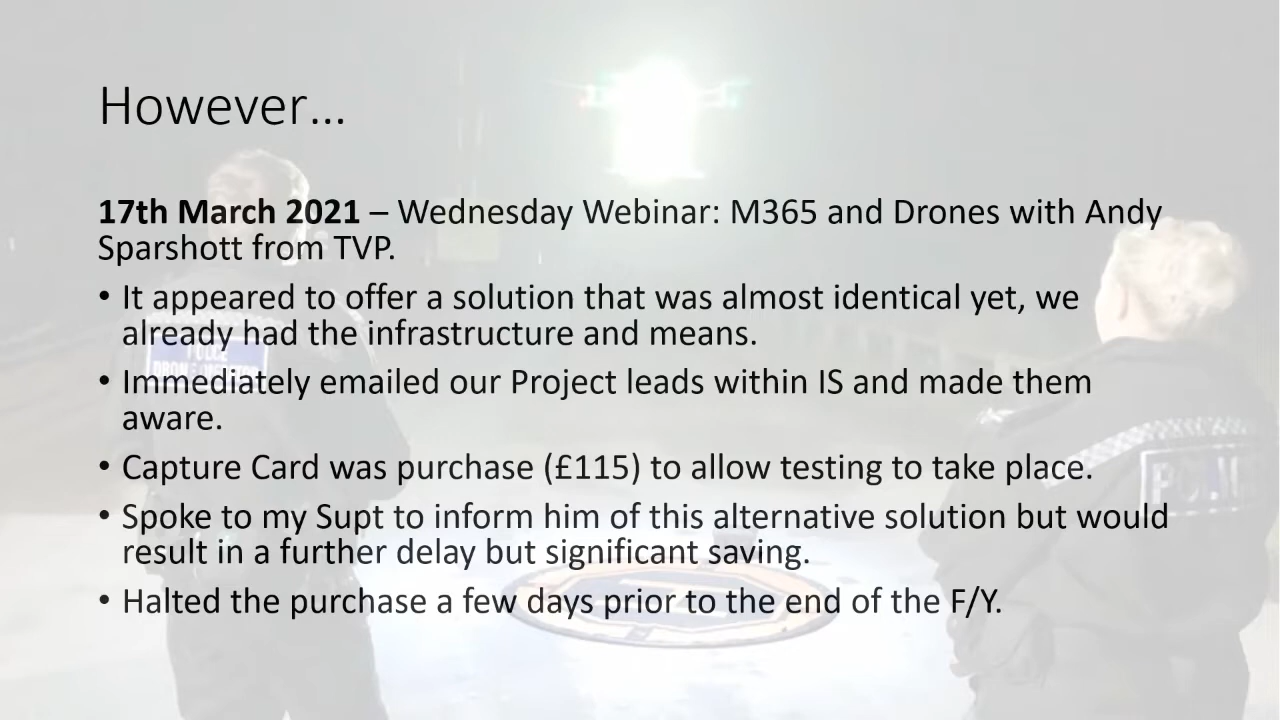 However…
17th March 2021 – Wednesday Webinar: M365 and Drones with Andy
Sparshott from TVP.
• It appeared to offer a solution that was almost identical yet, we
already had the infrastructure and means.
• Immediately emailed our Project leads within IS and made them
aware.
• Capture Card was purchase (£115) to allow testing to take place.
• Spoke to my Supt to inform him of this alternative solution but would
result in a further delay but significant saving.
• Halted the purchase a few days prior to the end of the F/Y.